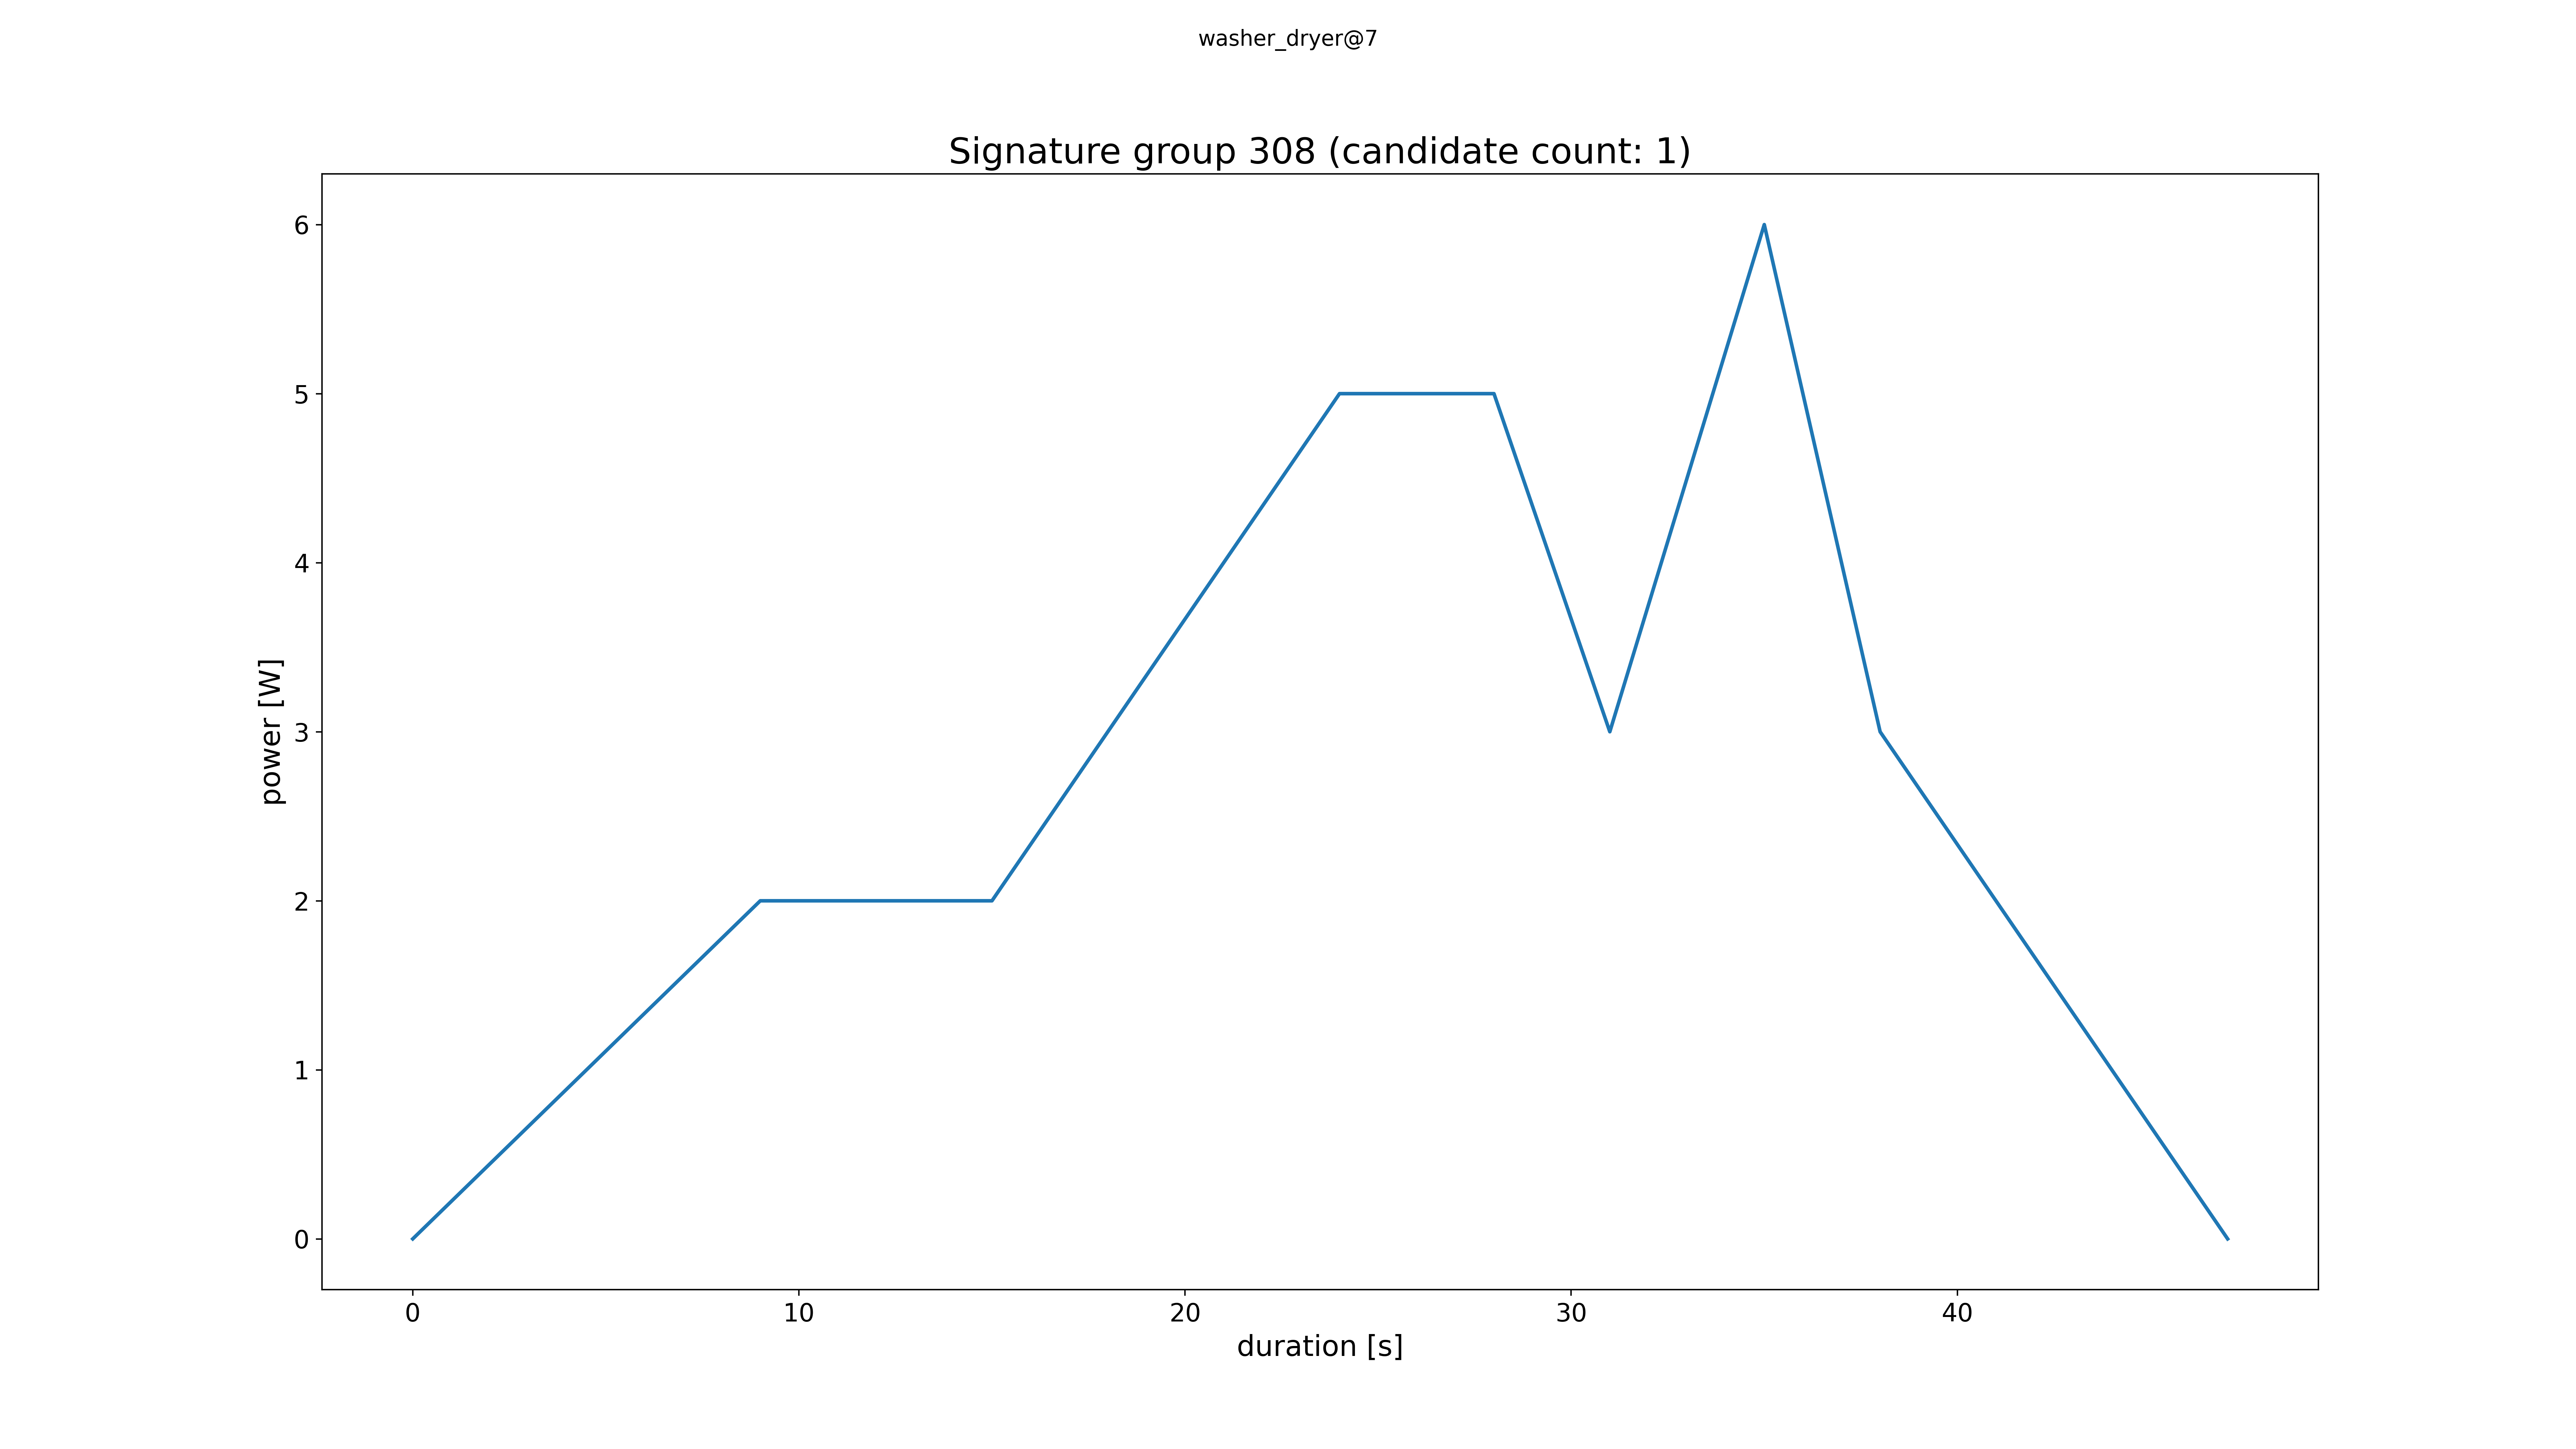 washer_dryer@7
Signature group 308 (candidate count: 1)
6
5
4
3
2
1
0
power [W]
0 10 20 30 40
duration [s]